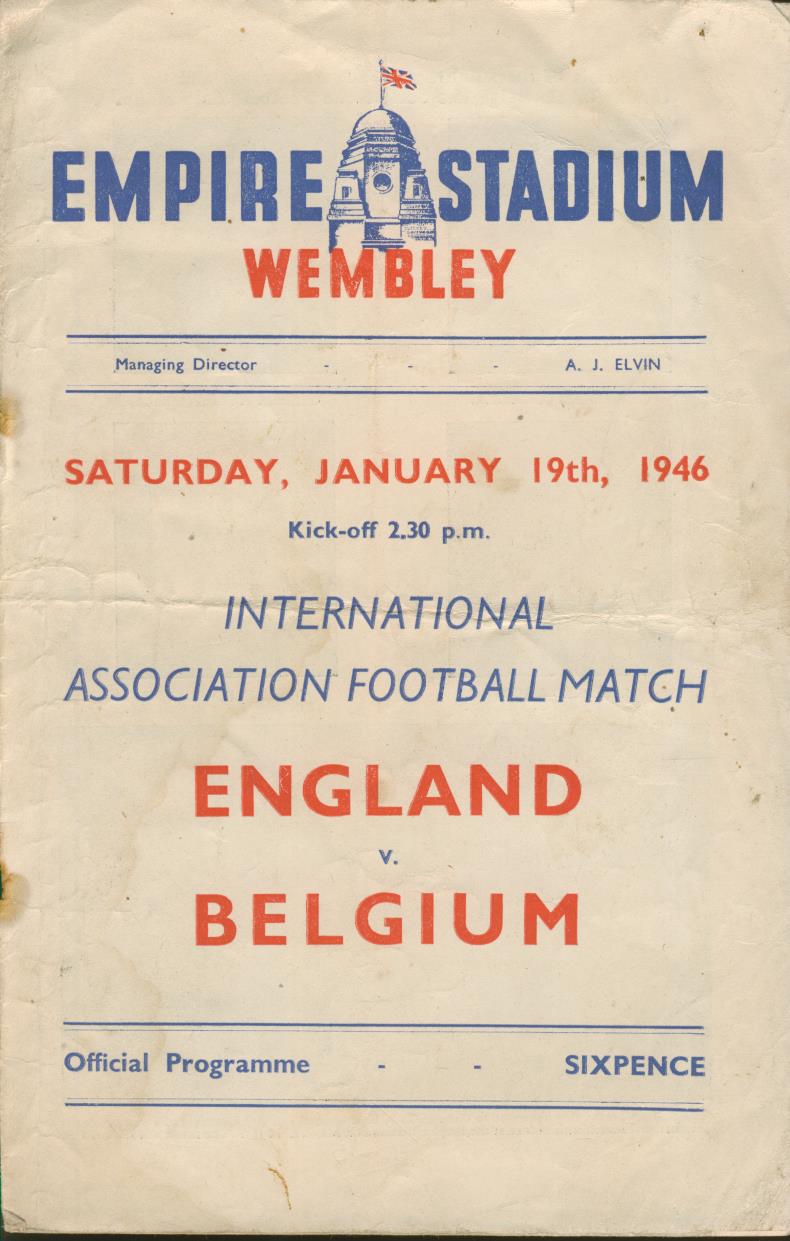 EMPIRE STADIUM
WEMBLEY
Managing Director - - - A. J. ELVIN
SATURDAY, JANUARY 19th, 1946
Kick-off 2.30 p.m.
INTERNATIONAL
ASSOCIATION FOOTBALL MATCH
ENGLAND
v.
BELGIUM
Official Programme - - SIXPENCE